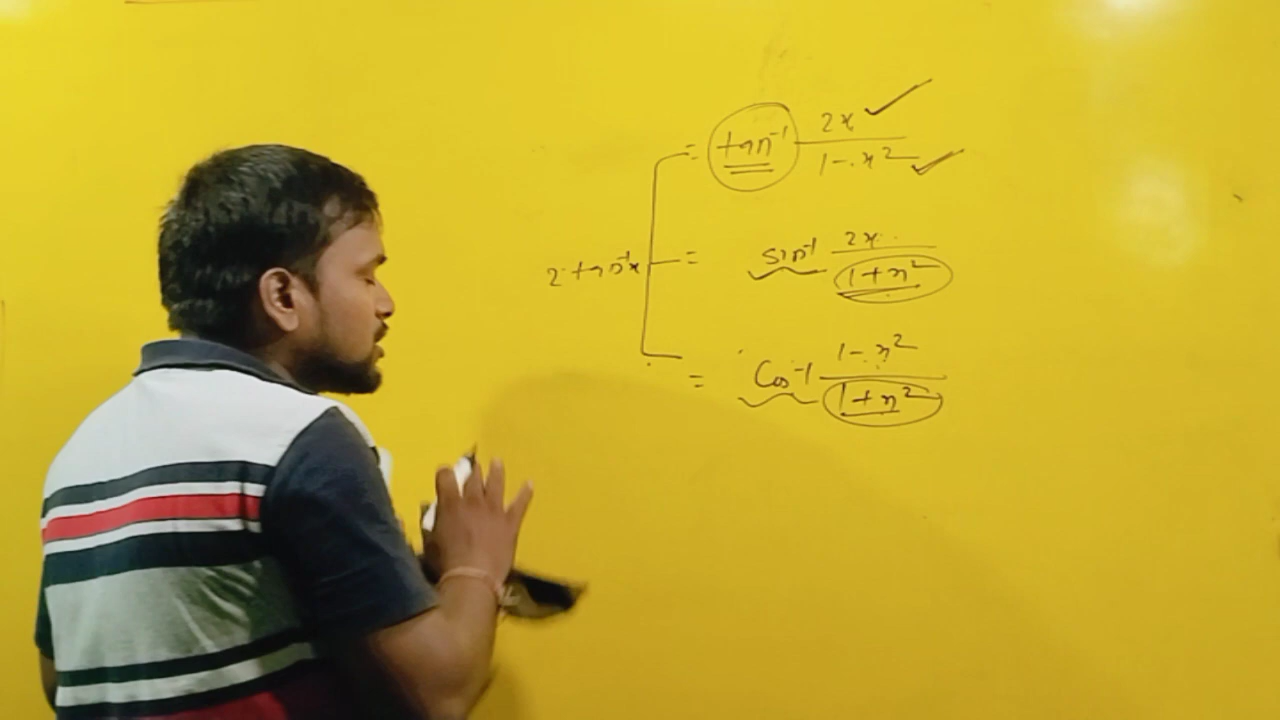 = tan⁻¹ 2x / 1-x²
2 tan⁻¹x = sin⁻¹ 2x / 1+x²
= Cos⁻¹ 1-x² / 1+x²